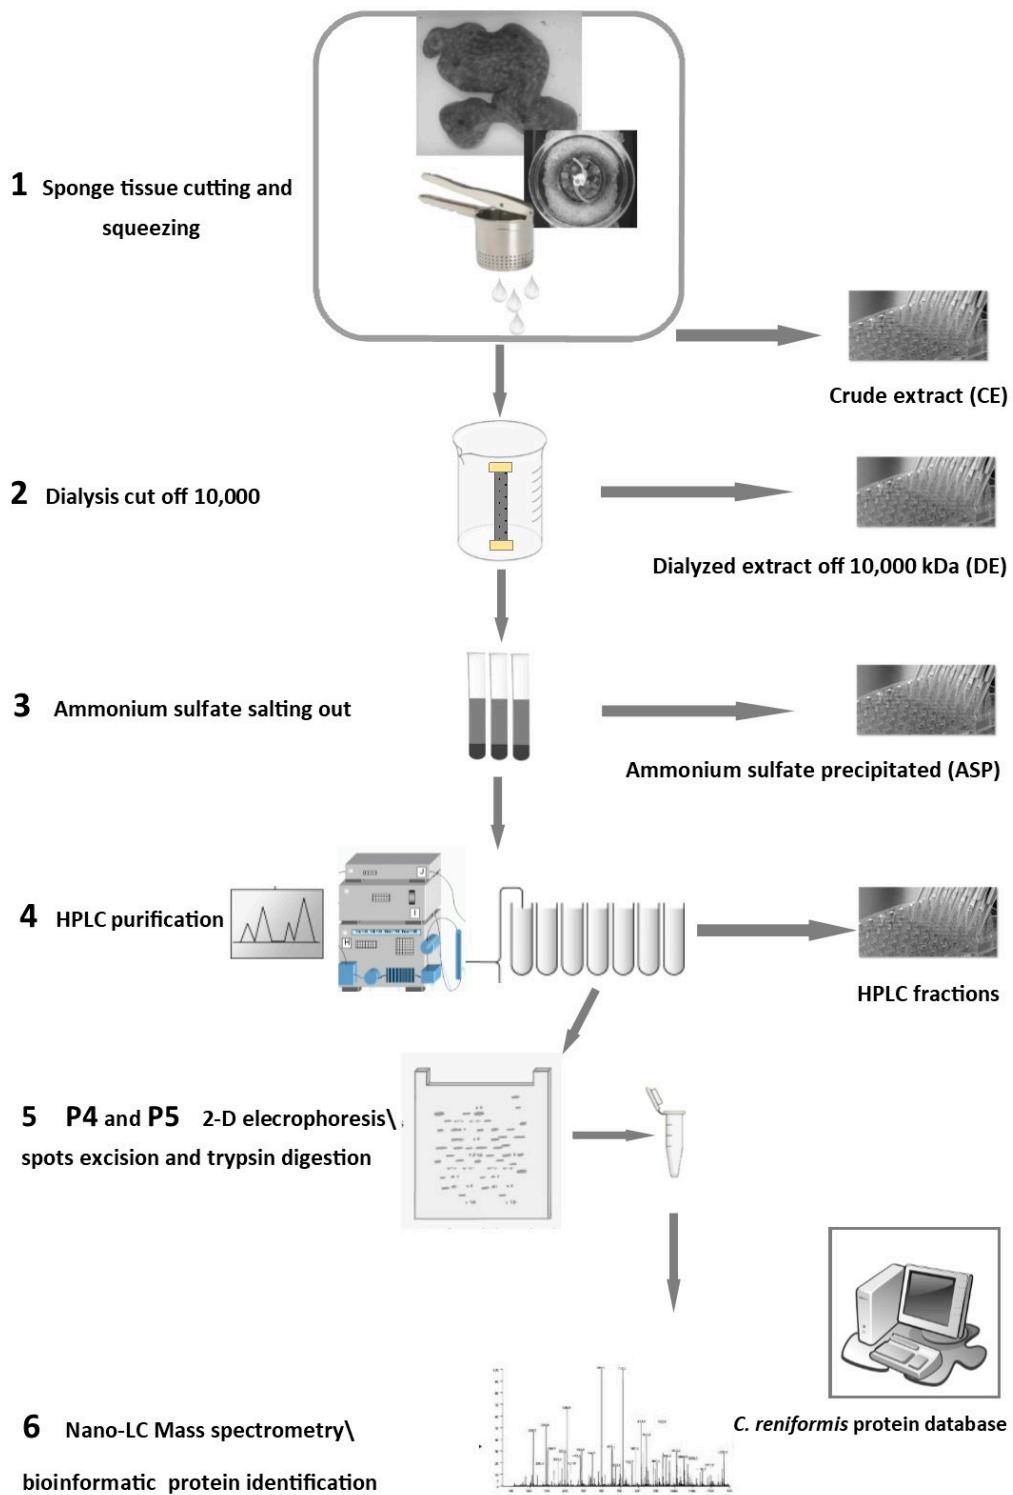 1 Sponge tissue cutting and
squeezing
Crude extract (CE)
2 Dialysis cut off 10,000
Dialyzed extract off 10,000 kDa (DE)
3 Ammonium sulfate salting out
Ammonium sulfate precipitated (ASP)
J
I
H
4 HPLC purification
HPLC fractions
5 P4 and P5 2-D elecrophoresis\
spots excision and trypsin digestion
C. reniformis protein database
6 Nano-LC Mass spectrometry\
bioinformatic protein identification